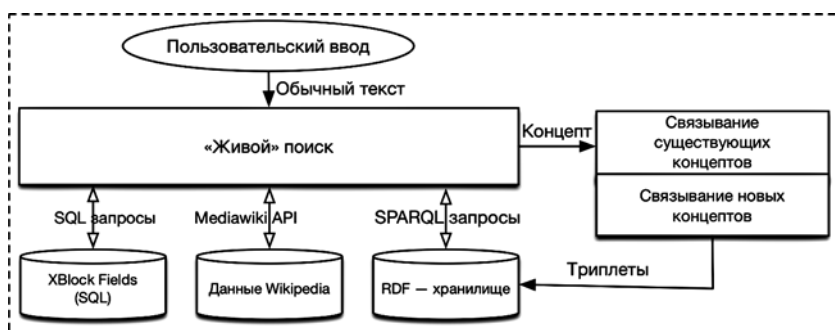 Пользовательский ввод
Обычный текст
«Живой» поиск
Концепт
Связывание
существующих
концептов
Связывание новых
концептов
SQL запросы
Mediawiki API
SPARQL запросы
Триплеты
XBlock Fields
(SQL)
Данные Wikipedia
RDF — хранилище